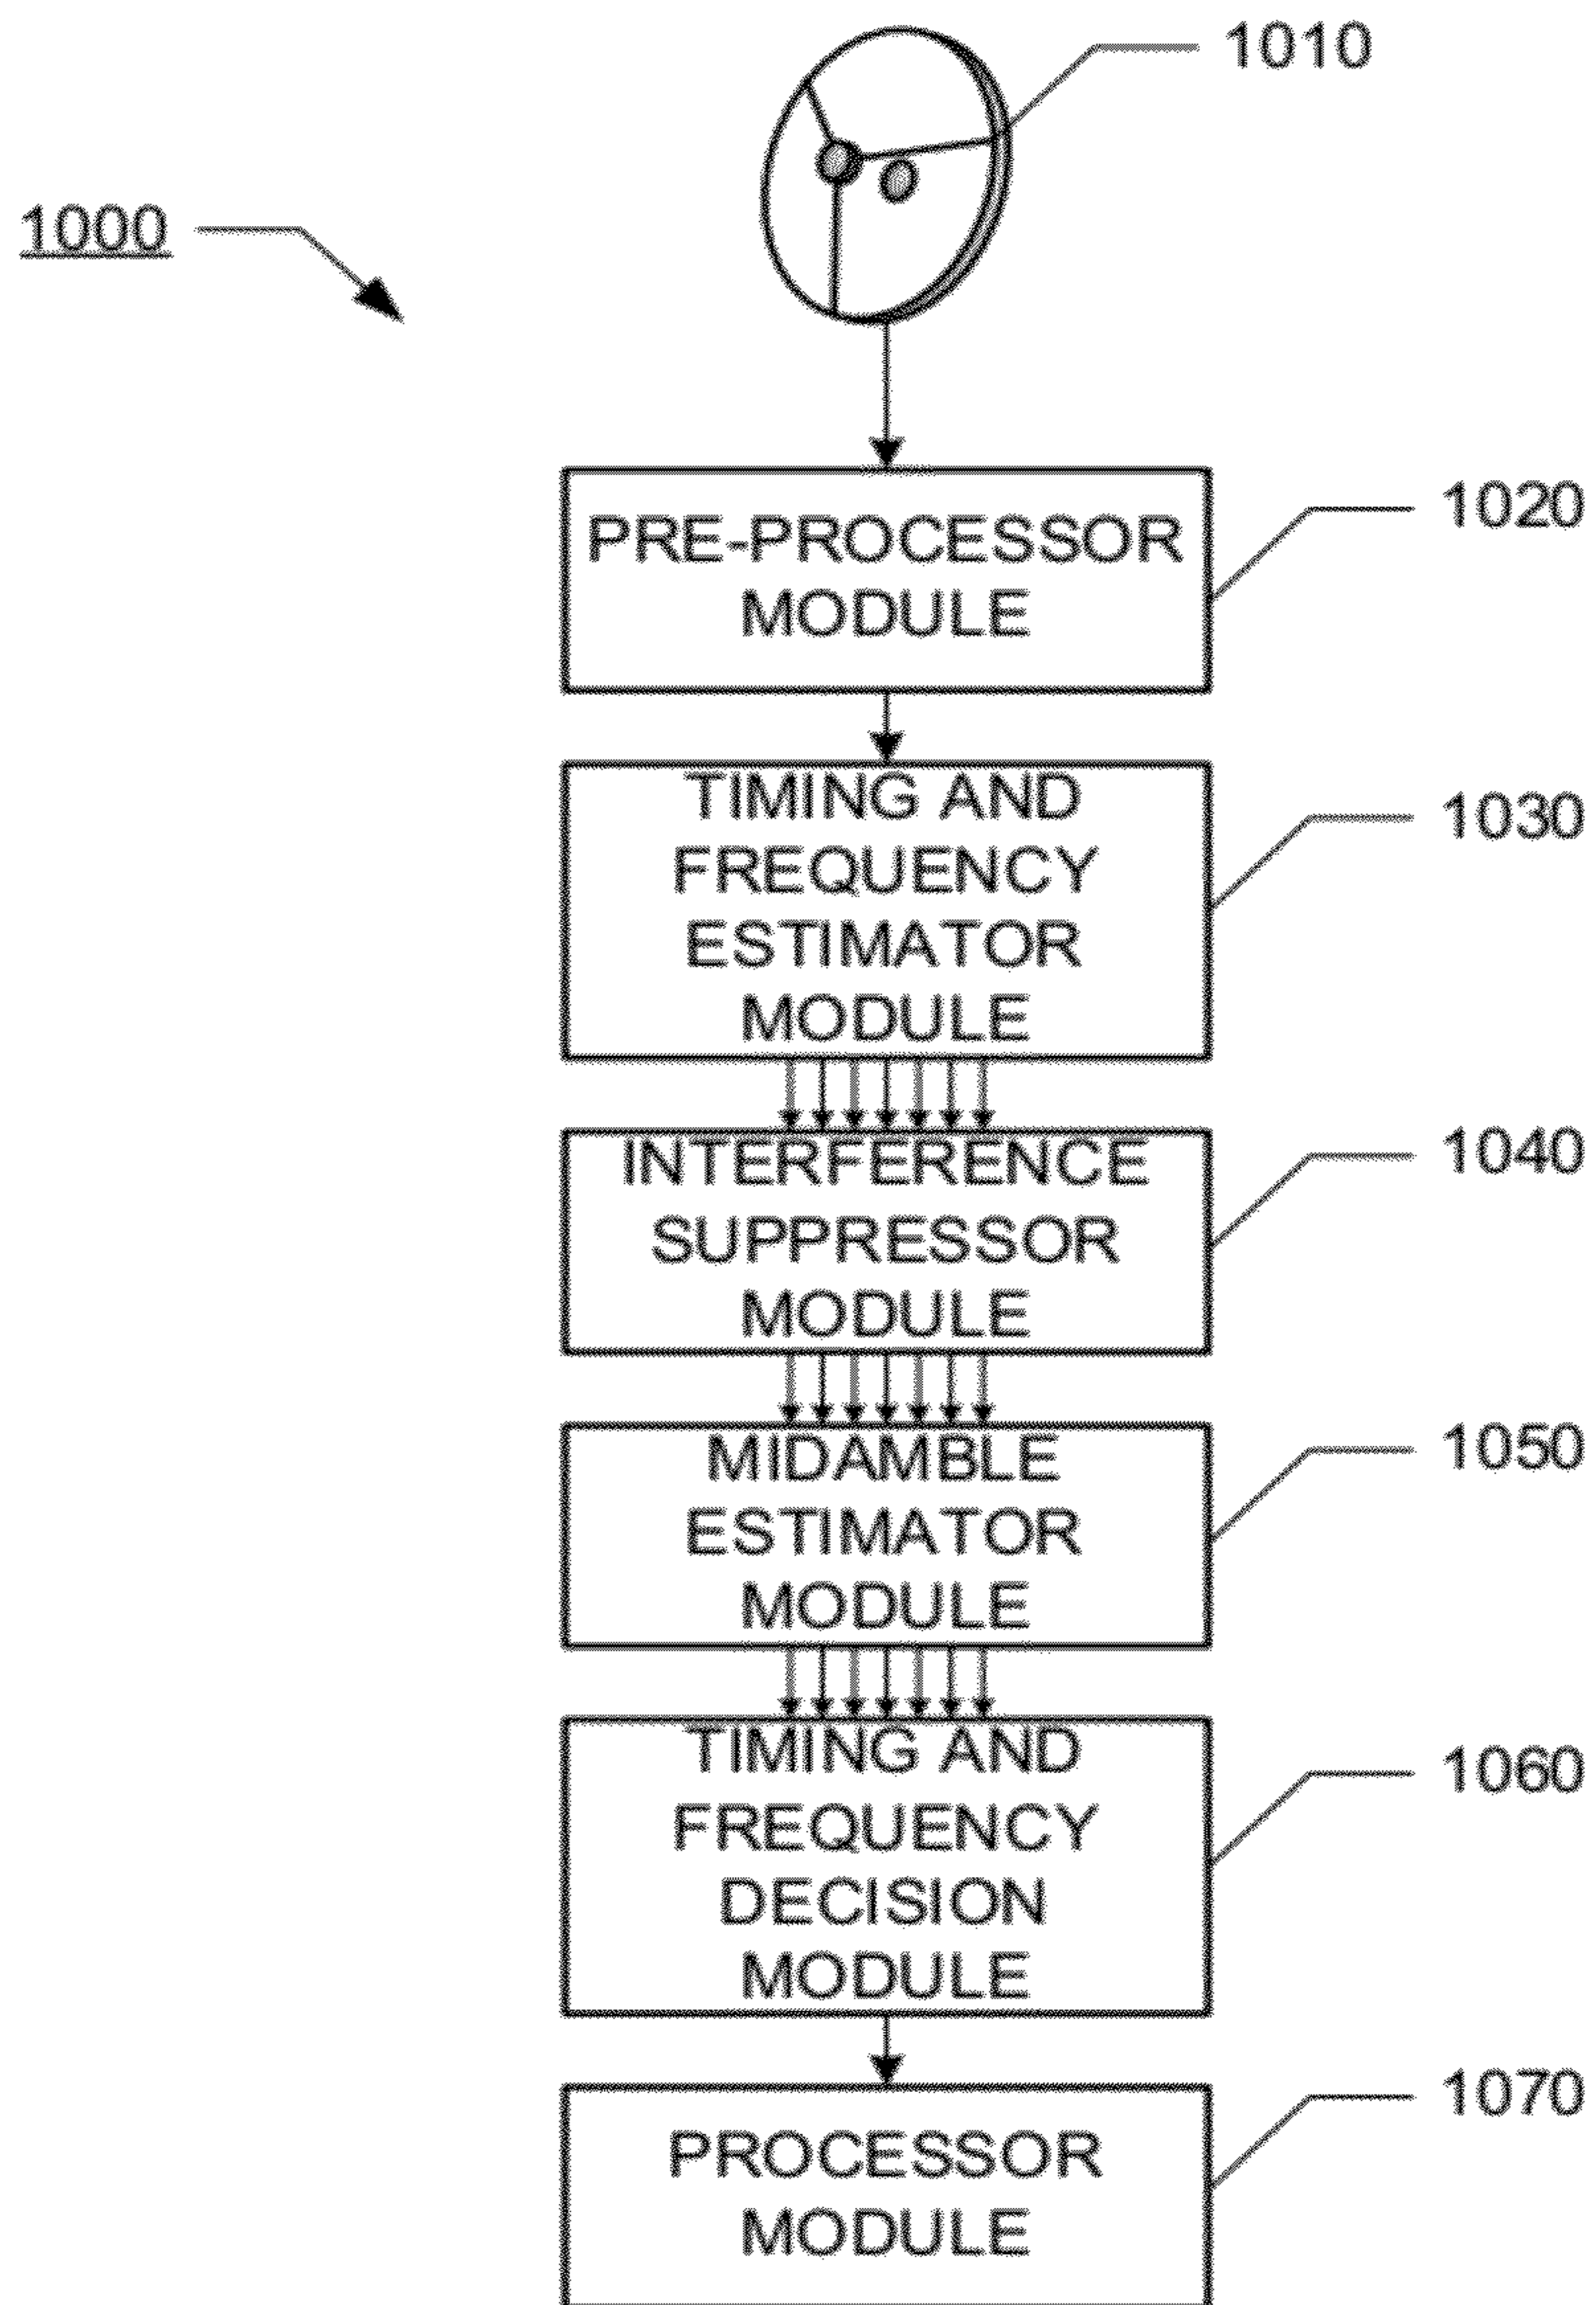 1010
1000
PRE-PROCESSOR
MODULE
1020
TIMING AND
FREQUENCY
ESTIMATOR
MODULE
1030
INTERFERENCE
SUPPRESSOR
MODULE
1040
MIDAMBLE
ESTIMATOR
MODULE
1050
TIMING AND
FREQUENCY
DECISION
MODULE
1060
PROCESSOR
MODULE
1070